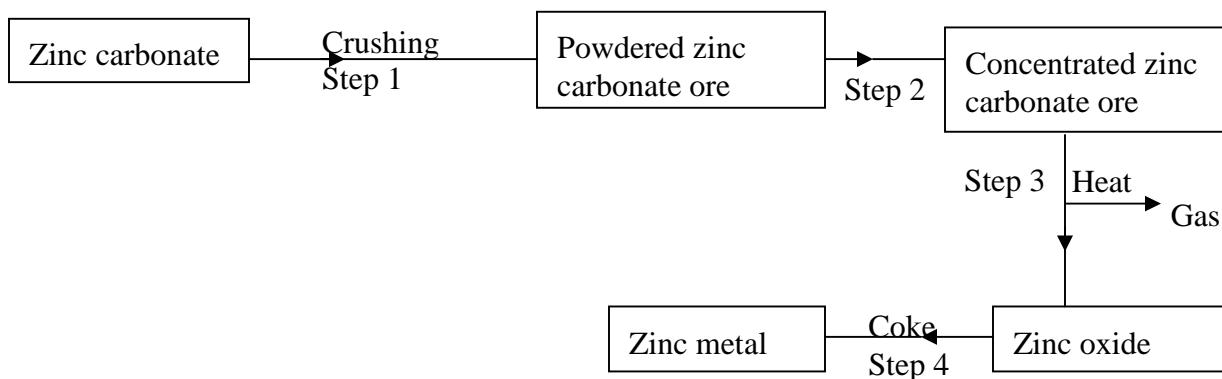 Zinc carbonate
Crushing
Step 1
Powdered zinc
carbonate ore
Step 2
Concentrated zinc
carbonate ore
Step 3
Heat
Gas
Zinc metal
Coke
Step 4
Zinc oxide